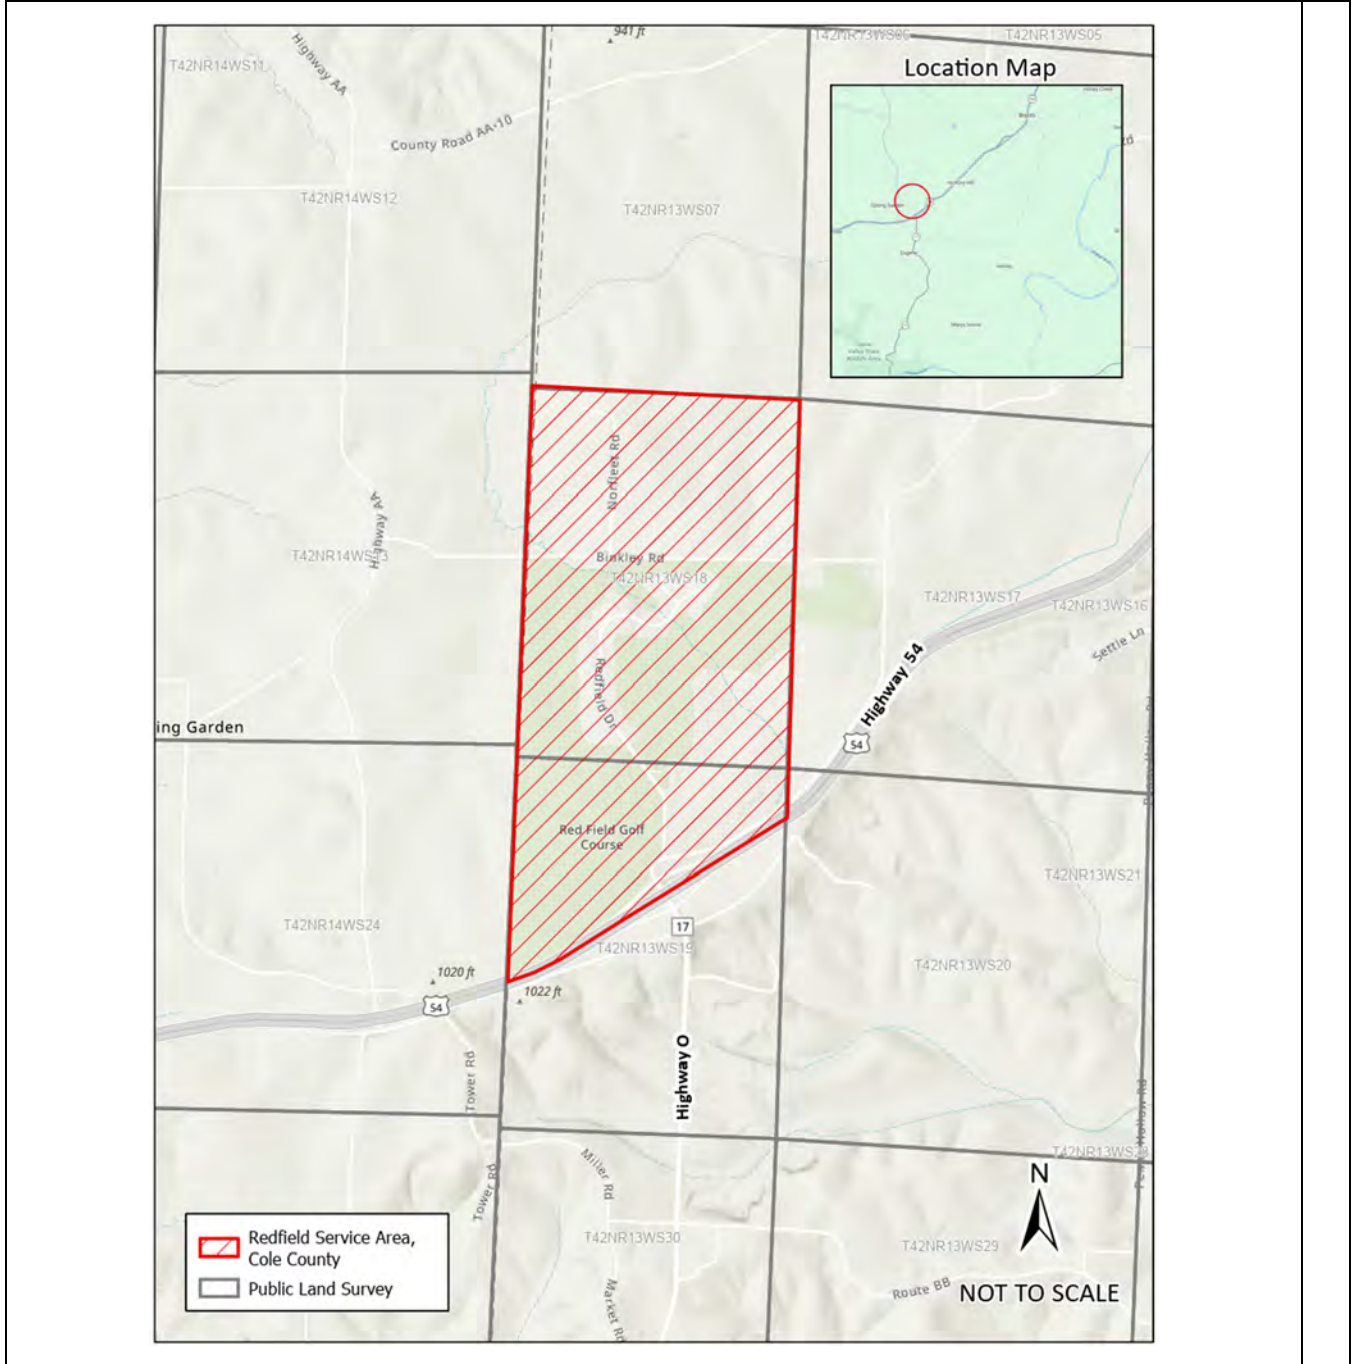 941 ft
T42NR13WS06
T42NR13WS05
T42NR14WS11
Highway AA
Location Map
County Road AA-10
T42NR14WS12
T42NR13WS07
Eugene
Norfleet Rd
Highway AA
T42NR14WS13
Binkley Rd
T42NR13WS18
T42NR13WS17
T42NR13WS16
Settle Ln
Highway 54
54
Redfield Dr
ing Garden
Red Field Golf
Course
T42NR13WS21
T42NR14WS24
17
T42NR13WS19
T42NR13WS20
1020 ft
1022 ft
54
Tower Rd
Highway O
T42NR13WS28
Miller Rd
Tower Rd
N
T42NR13WS30
T42NR13WS29
Route BB
Market Rd
NOT TO SCALE
Redfield Service Area,
Cole County
Public Land Survey